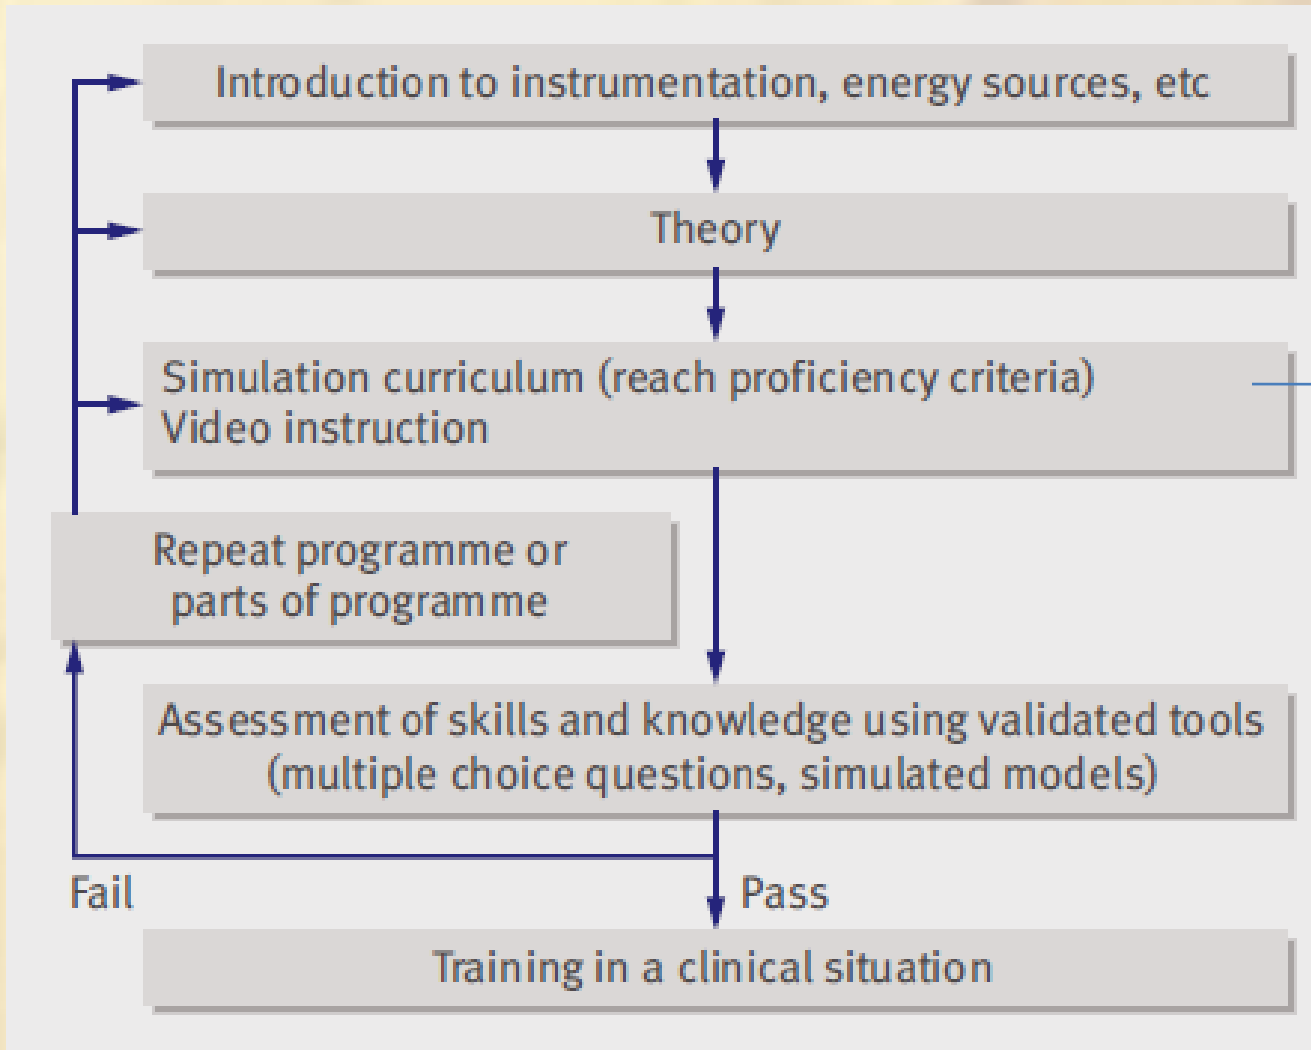 Introduction to instrumentation, energy sources, etc
Theory
Simulation curriculum (reach proficiency criteria)
Video instruction
Repeat programme or
parts of programme
Assessment of skills and knowledge using validated tools
(multiple choice questions, simulated models)
Fail
Pass
Training in a clinical situation